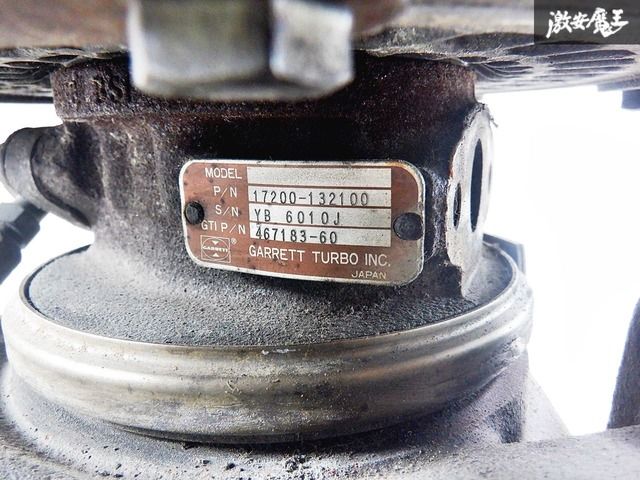 激安魔王
MODEL
P/N 17200-132100
S/N YB 6010J
GTI P/N 467183-60
GARRETT ® GARRETT TURBO INC.
JAPAN